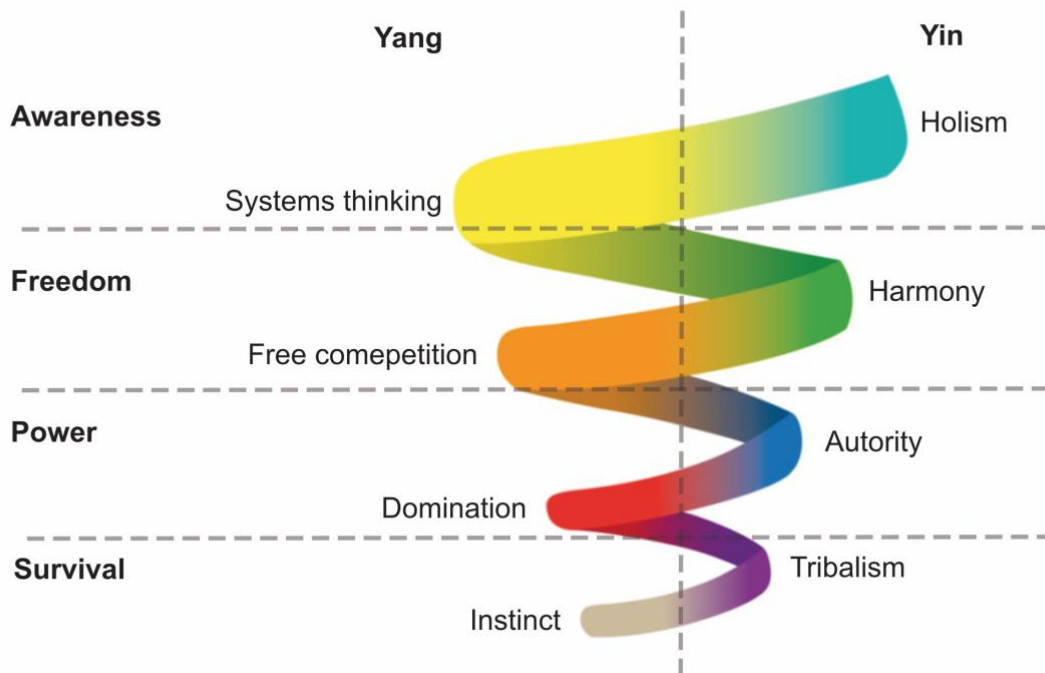 Yang
Yin
Awareness
Holism
Systems thinking
Freedom
Harmony
Free comepetition
Power
Autority
Domination
Survival
Tribalism
Instinct